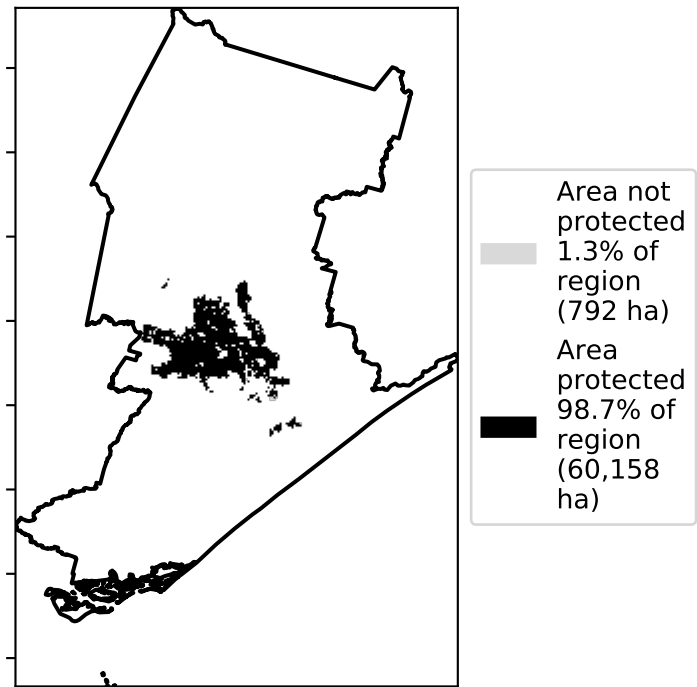 Area not
protected
1.3% of
region
(792 ha)
Area
protected
98.7% of
region
(60,158
ha)